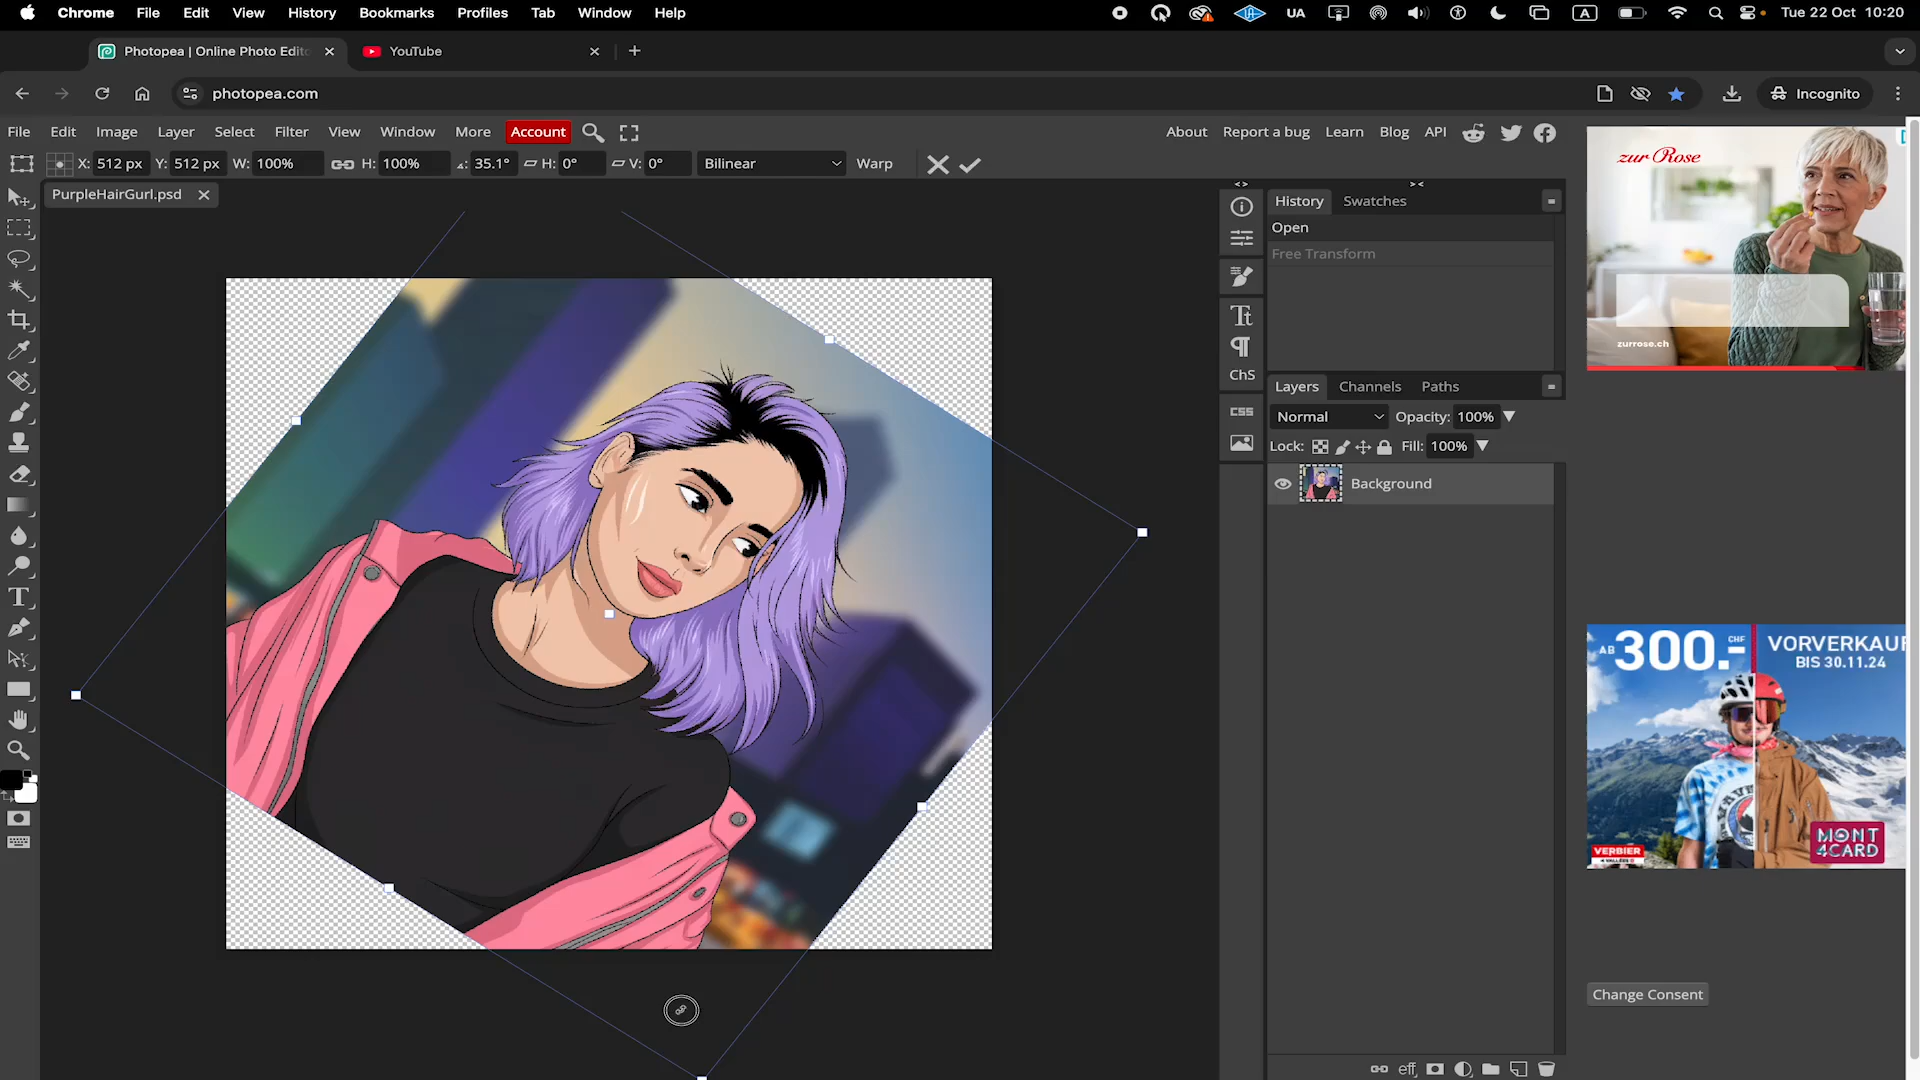 Chrome File Edit View History Bookmarks Profiles Tab Window Help
UA A Tue 22 Oct 10:20
Photopea | Online Photo Edit
YouTube
photopea.com
Incognito
File Edit Image Layer Select Filter View Window More Account
About Report a bug Learn Blog API
X: 512 px Y: 512 px W: 100% H: 100% 35.1° H: 0° V: 0° Bilinear Warp
PurpleHairGurl.psd
History Swatches
Open
Free Transform
ChS
CSS
Layers Channels Paths
Normal Opacity: 100%
Lock: Fill: 100%
Background
eff
zur Rose
zurrose.ch
AB 300.- CHF
VORVERKAUF
BIS 30.11.24
VERBIER
4 VALLÉES
MONT
4CARD
Change Consent